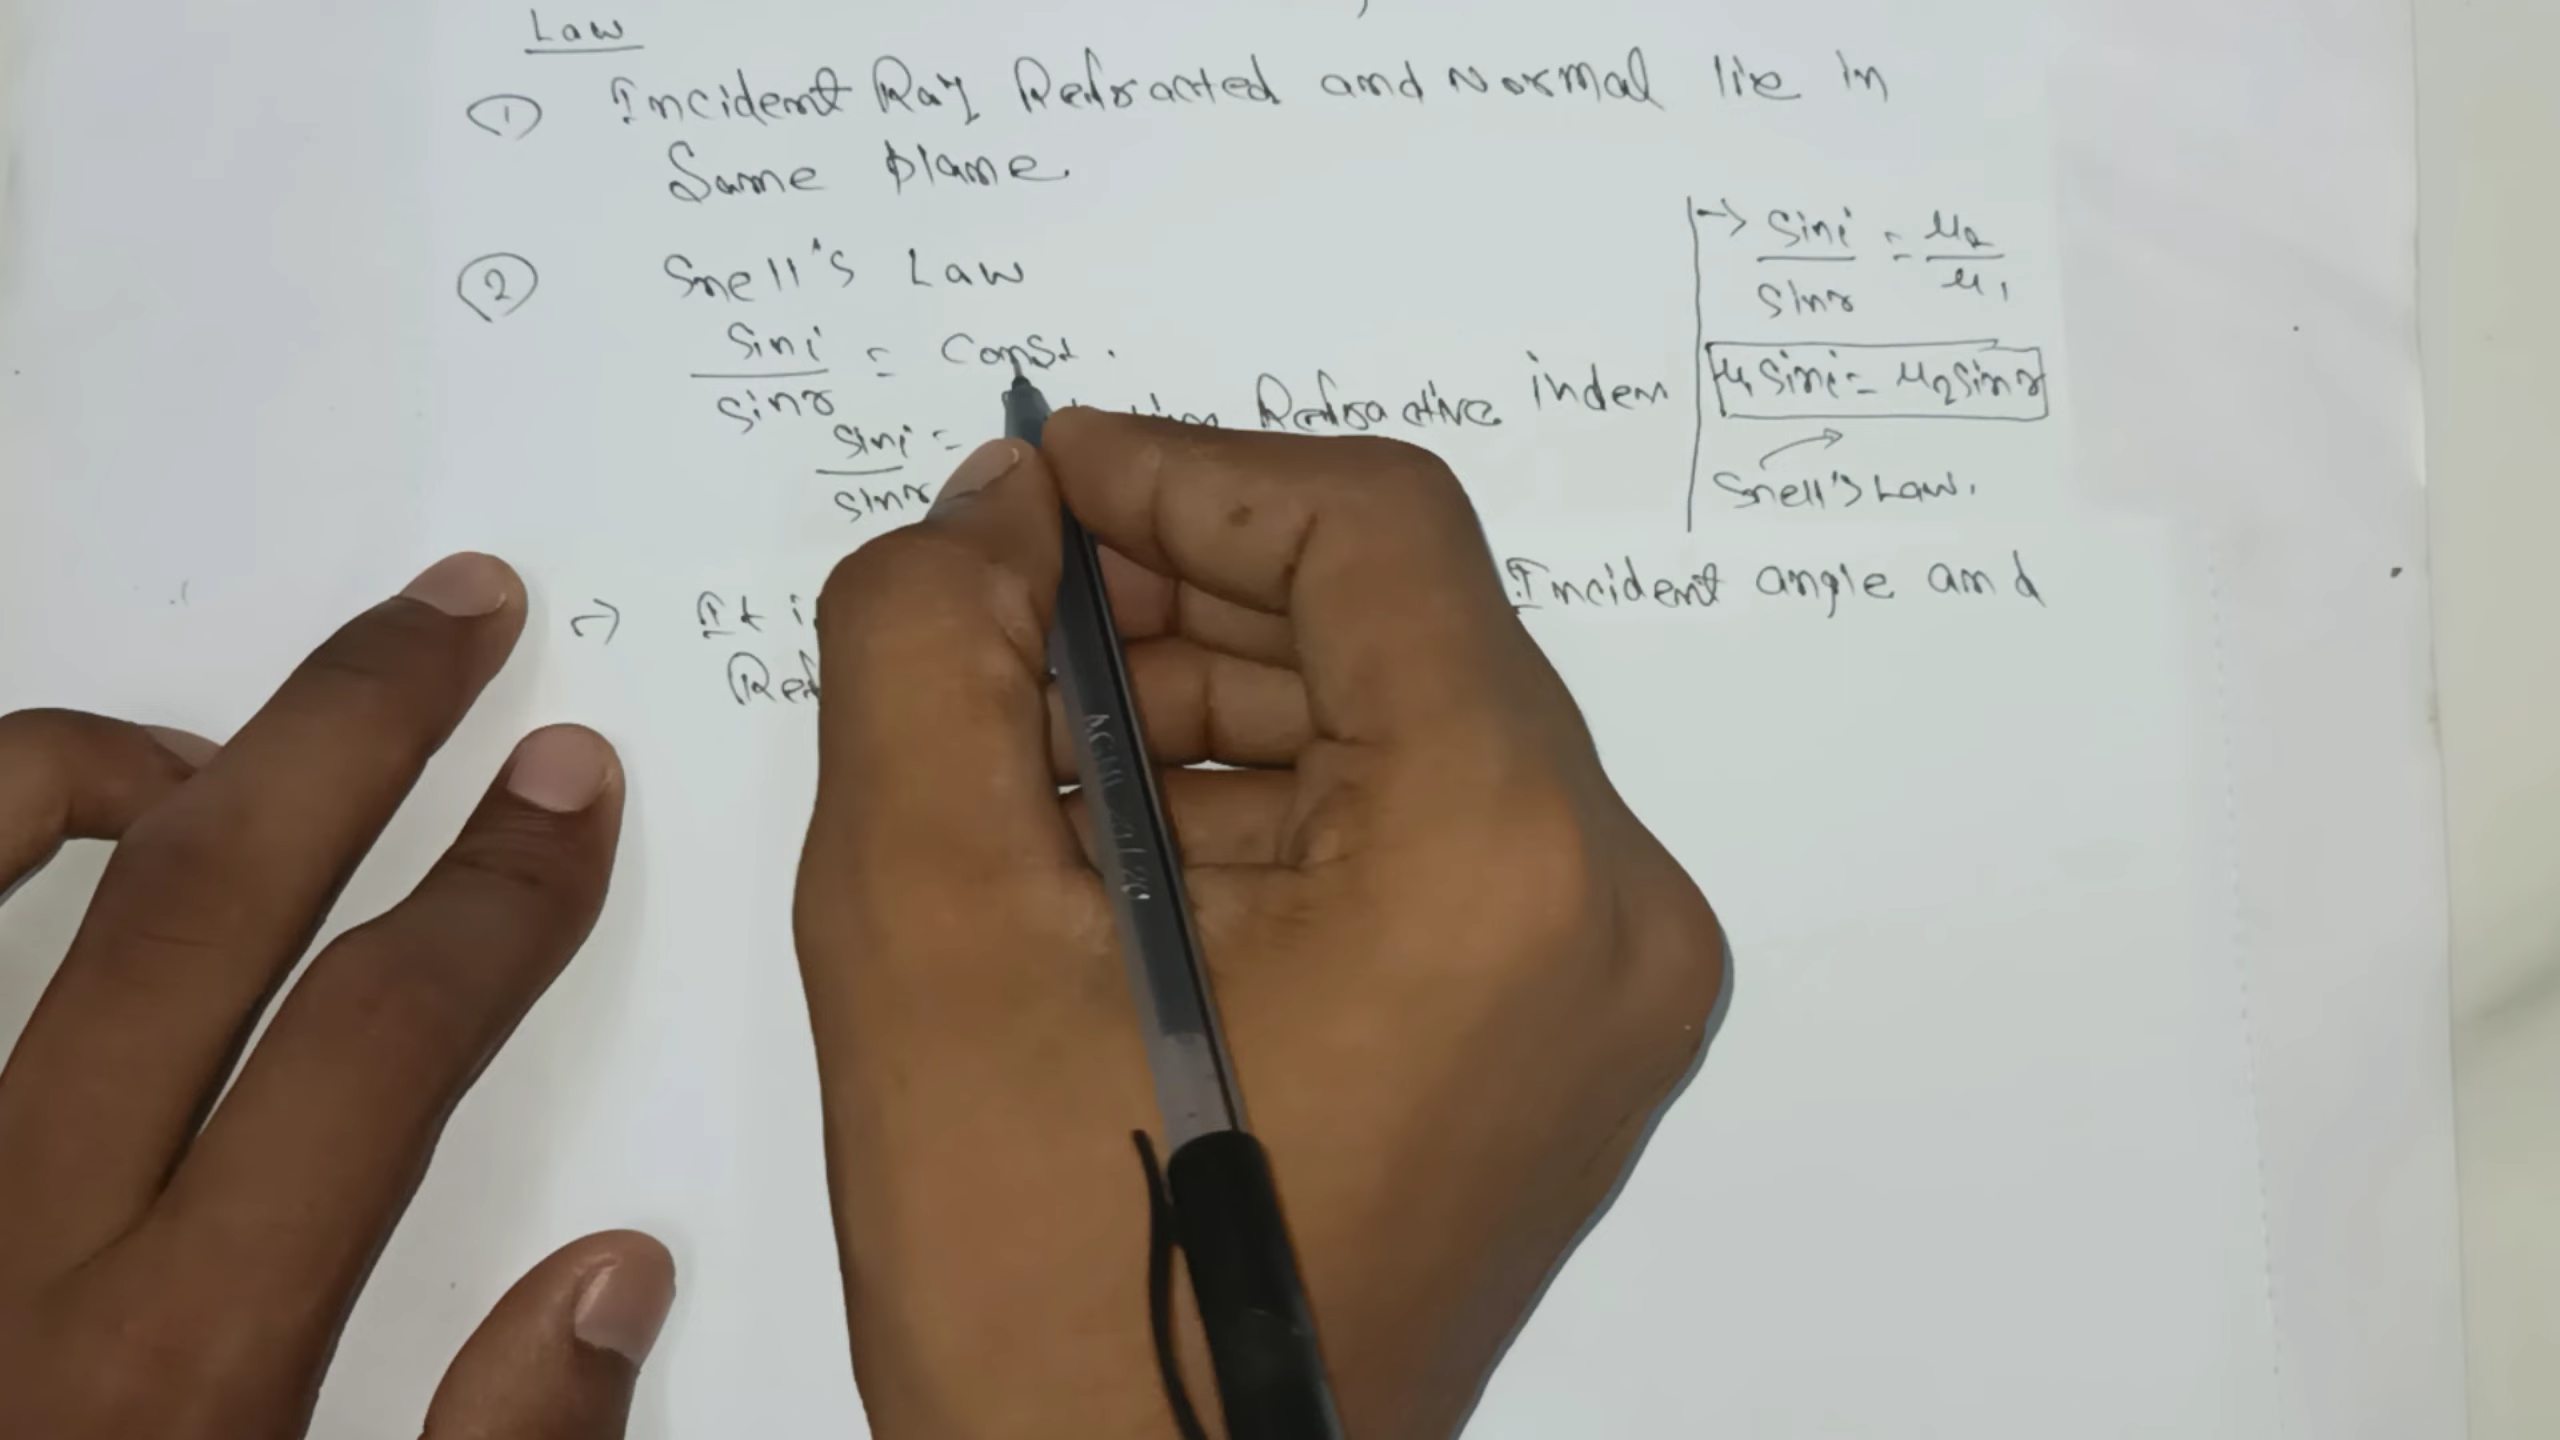 Law
① Incident Ray Refracted and Normal lie in
Same plane.
② Snell's Law
sini / sinr = Const.
sini / sinr =
Refractive index
→ sini / sinr = μ2 / μ1
μ1 sini = μ2 sinr
Snell's Law.
→ It
Incident angle and